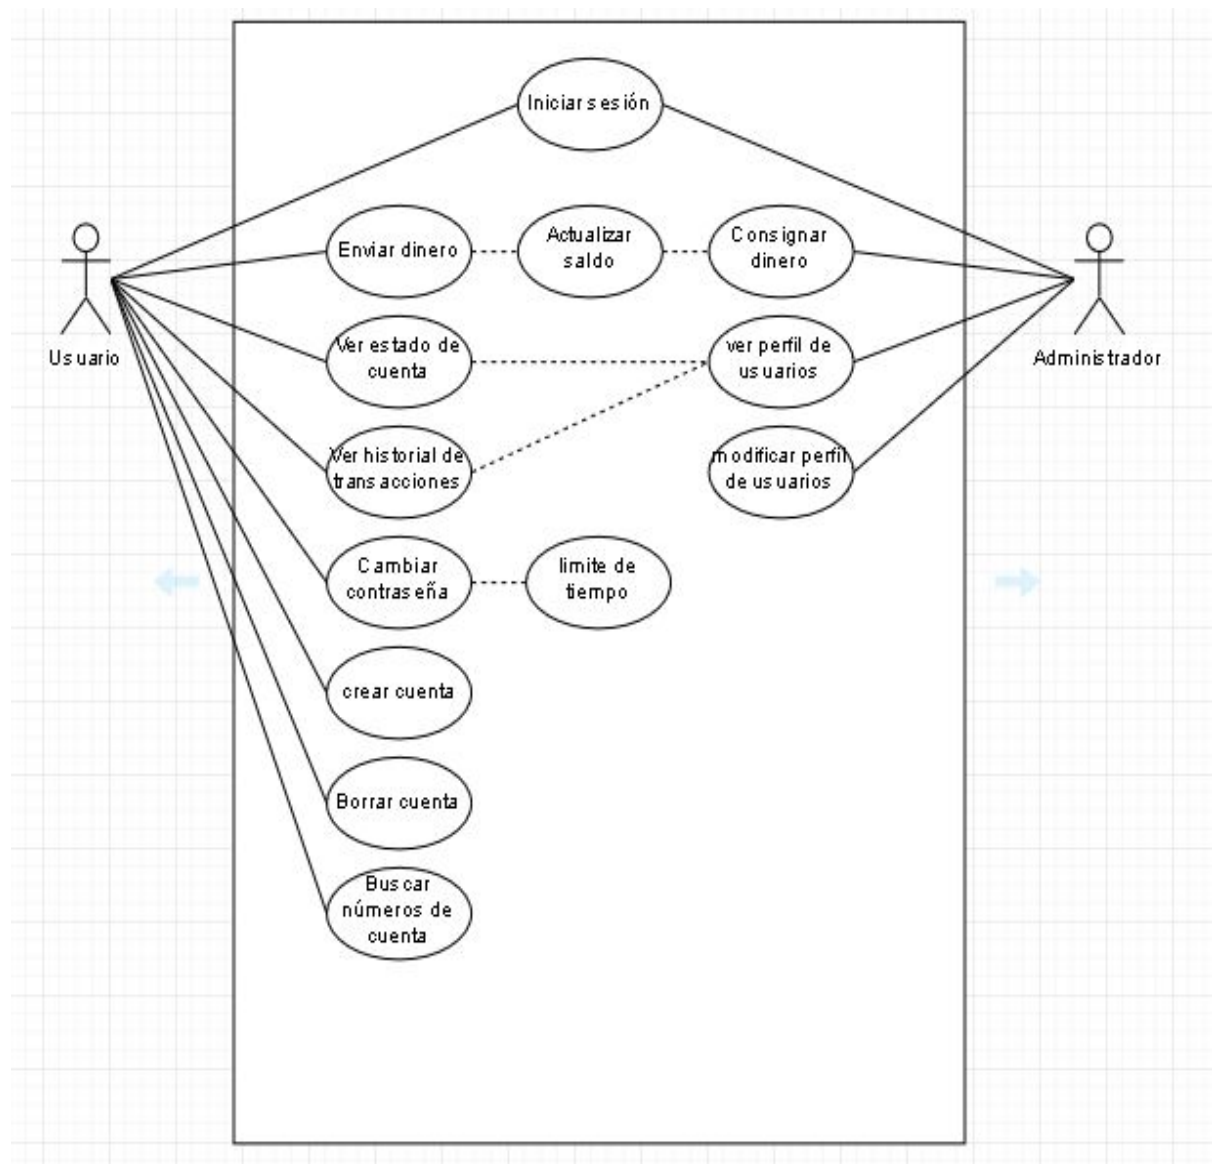 Iniciar sesión
Enviar dinero
Actualizar
saldo
Consignar
dinero
Usuario
Ver estado de
cuenta
ver perfil de
usuarios
Administrador
Ver historial de
transacciones
modificar perfil
de usuarios
Cambiar
contraseña
limite de
tiempo
crear cuenta
Borrar cuenta
Buscar
números de
cuenta